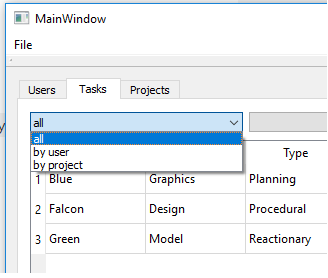 MainWindow
File
Users Tasks Projects
all
all
by user
by project
Type
1 Blue Graphics Planning
2 Falcon Design Procedural
3 Green Model Reactionary